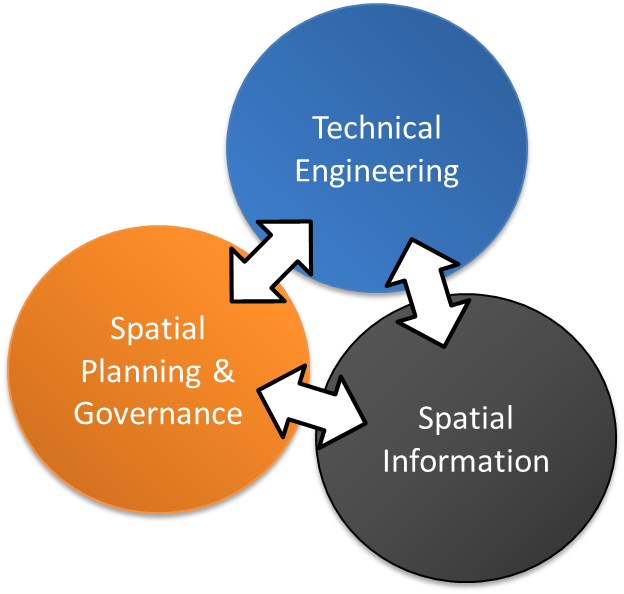 Technical
Engineering
Spatial
Planning &
Governance
Spatial
Information